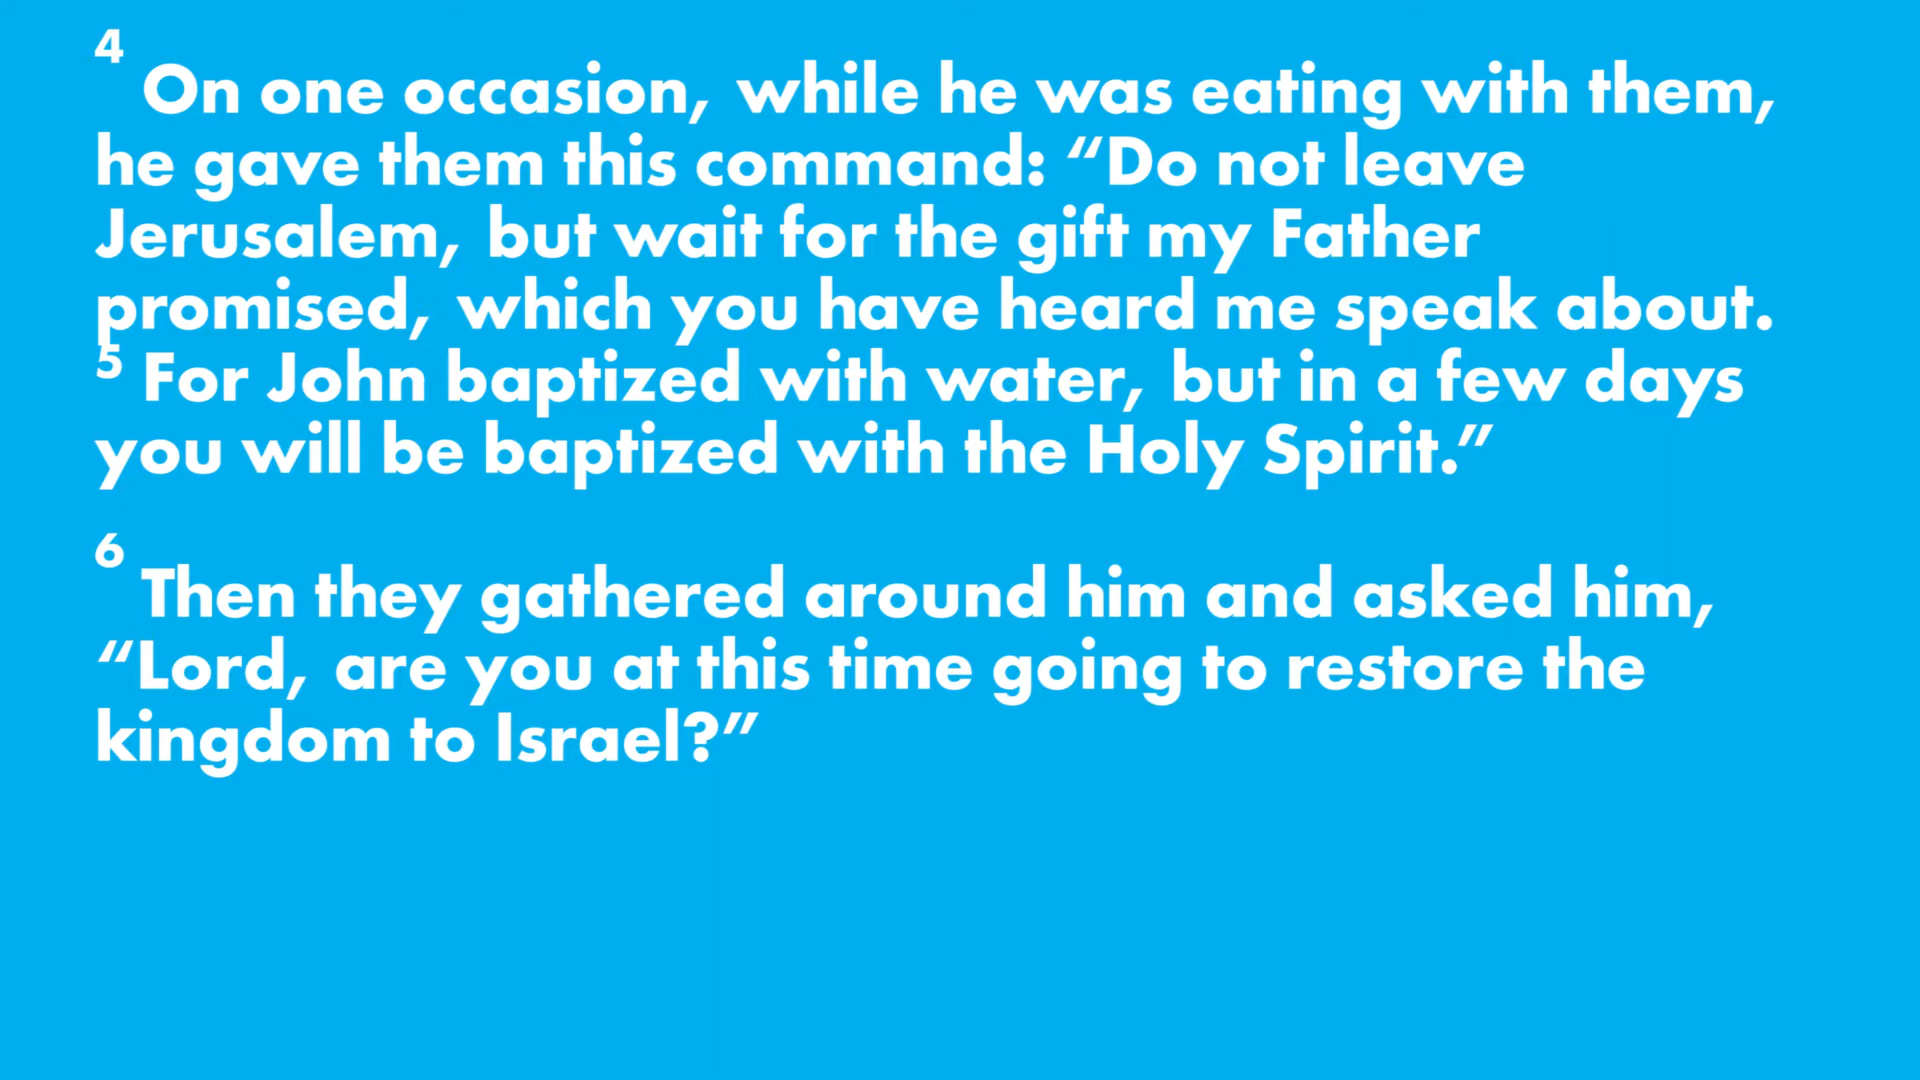 4 On one occasion, while he was eating with them,
he gave them this command: “Do not leave
Jerusalem, but wait for the gift my Father
promised, which you have heard me speak about.
5 For John baptized with water, but in a few days
you will be baptized with the Holy Spirit.”
6 Then they gathered around him and asked him,
“Lord, are you at this time going to restore the
kingdom to Israel?”